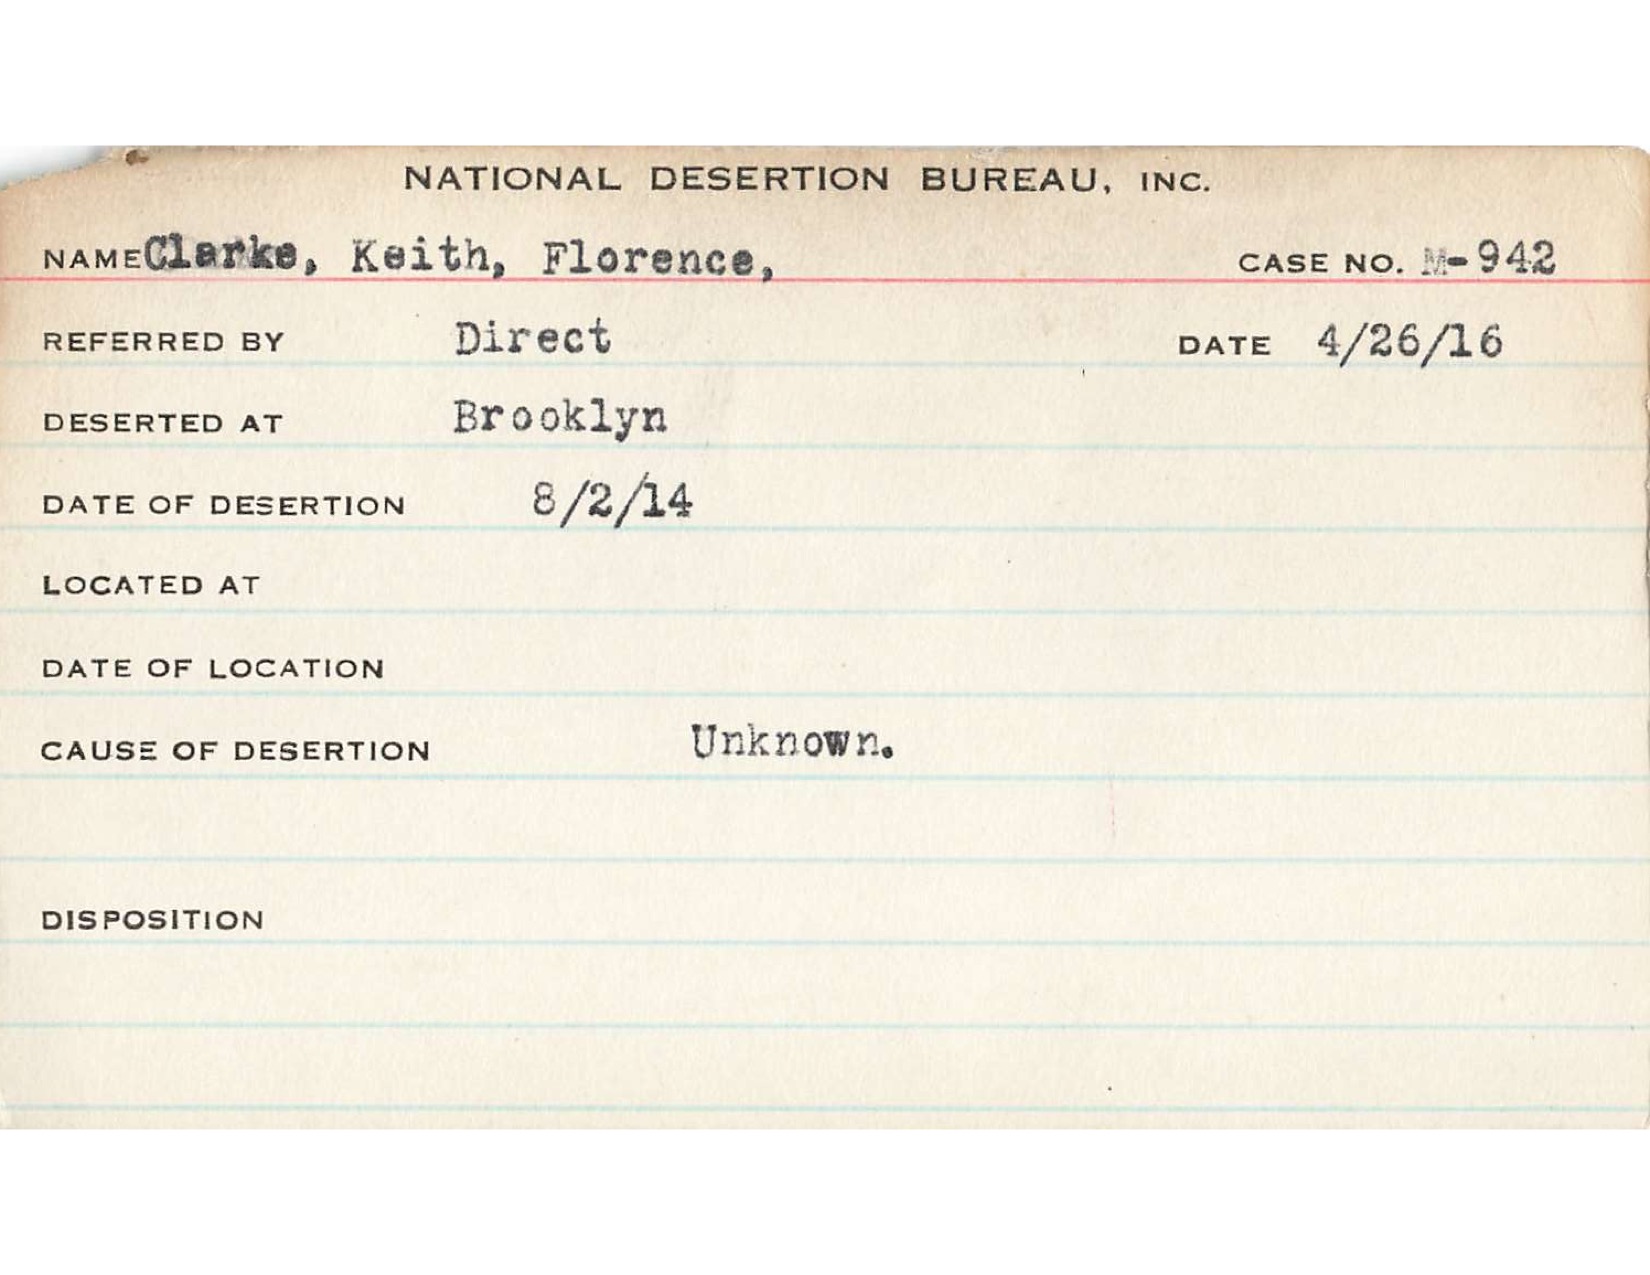 NATIONAL DESERTION BUREAU, INC.
NAME Clarke, Keith, Florence, CASE NO. M-942
REFERRED BY Direct DATE 4/26/16
DESERTED AT Brooklyn
DATE OF DESERTION 8/2/14
LOCATED AT
DATE OF LOCATION
CAUSE OF DESERTION Unknown.
DISPOSITION